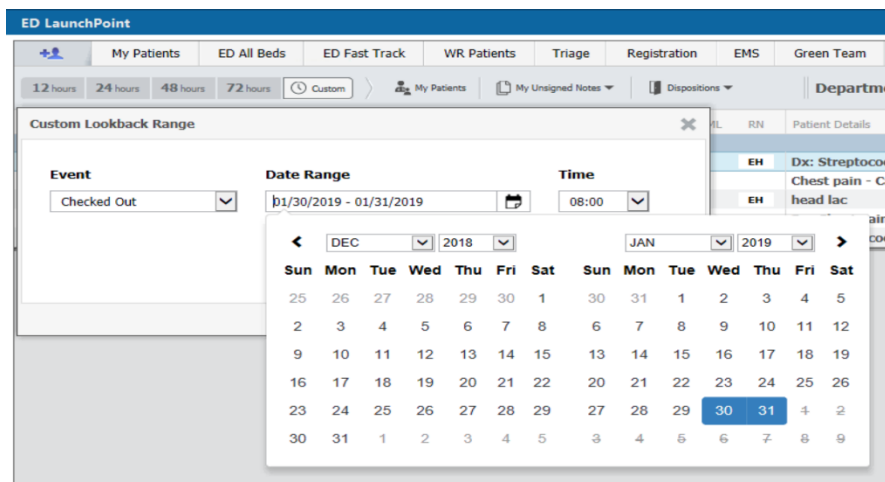 ED LaunchPoint
My Patients ED All Beds ED Fast Track WR Patients Triage Registration EMS Green Team
12 hours 24 hours 48 hours 72 hours Custom My Patients My Unsigned Notes Dispositions
Custom Lookback Range RN Patient Details
EH
Event Date Range Time
Chest pain - C
Checked Out 01/30/2019 - 01/31/2019 08:00 EH head lac
DEC 2018 JAN 2019
Sun Mon Tue Wed Thu Fri Sat Sun Mon Tue Wed Thu Fri Sat
25 26 27 28 29 30 1 30 31 1 2 3 4 5
2 3 4 5 6 7 8 6 7 8 9 10 11 12
9 10 11 12 13 14 15 13 14 15 16 17 18 19
16 17 18 19 20 21 22 20 21 22 23 24 25 26
23 24 25 26 27 28 29 27 28 29 30 31 1 2
30 31 1 2 3 4 5 3 4 5 6 7 8 9